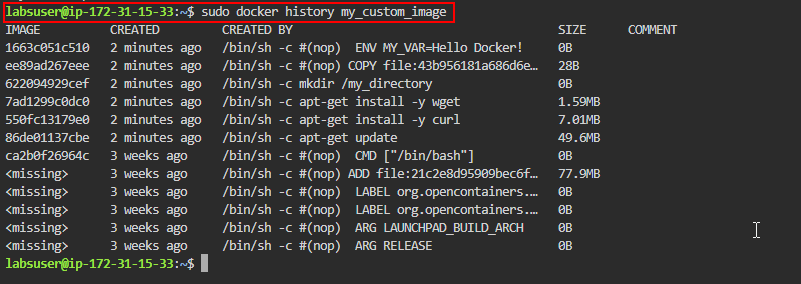 labsuser@ip-172-31-15-33:~$ sudo docker history my_custom_image
IMAGE CREATED CREATED BY SIZE COMMENT
1663c051c510 2 minutes ago /bin/sh -c #(nop) ENV MY_VAR=Hello Docker! 0B
ee89ad267eee 2 minutes ago /bin/sh -c #(nop) COPY file:43b956181a686d6e… 28B
622094929cef 2 minutes ago /bin/sh -c mkdir /my_directory 0B
7ad1299c0dc0 2 minutes ago /bin/sh -c apt-get install -y wget 1.59MB
550fc13179e0 2 minutes ago /bin/sh -c apt-get install -y curl 7.01MB
86de01137cbe 2 minutes ago /bin/sh -c apt-get update 49.6MB
ca2b0f26964c 3 weeks ago /bin/sh -c #(nop) CMD ["/bin/bash"] 0B
<missing> 3 weeks ago /bin/sh -c #(nop) ADD file:21c2e8d95909bec6f… 77.9MB
<missing> 3 weeks ago /bin/sh -c #(nop) LABEL org.opencontainers.… 0B
<missing> 3 weeks ago /bin/sh -c #(nop) LABEL org.opencontainers.… 0B
<missing> 3 weeks ago /bin/sh -c #(nop) ARG LAUNCHPAD_BUILD_ARCH 0B
<missing> 3 weeks ago /bin/sh -c #(nop) ARG RELEASE 0B
labsuser@ip-172-31-15-33:~$